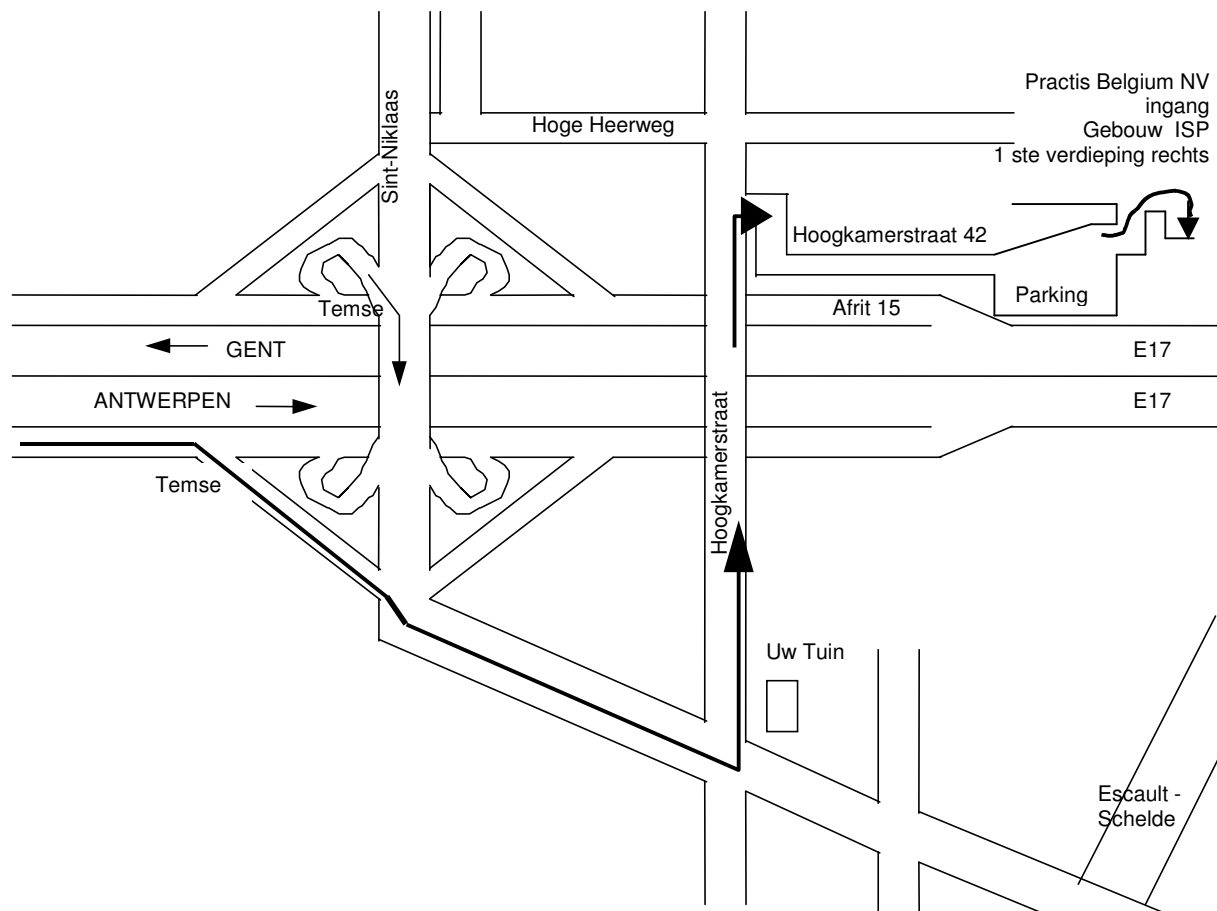 Practis Belgium NV
ingang
Gebouw ISP
1 ste verdieping rechts
Sint-Niklaas
Hoge Heerweg
Hoogkamerstraat 42
Temse
Afrit 15
Parking
GENT
E17
ANTWERPEN
E17
Hoogkamerstraat
Temse
Uw Tuin
Escault -
Schelde